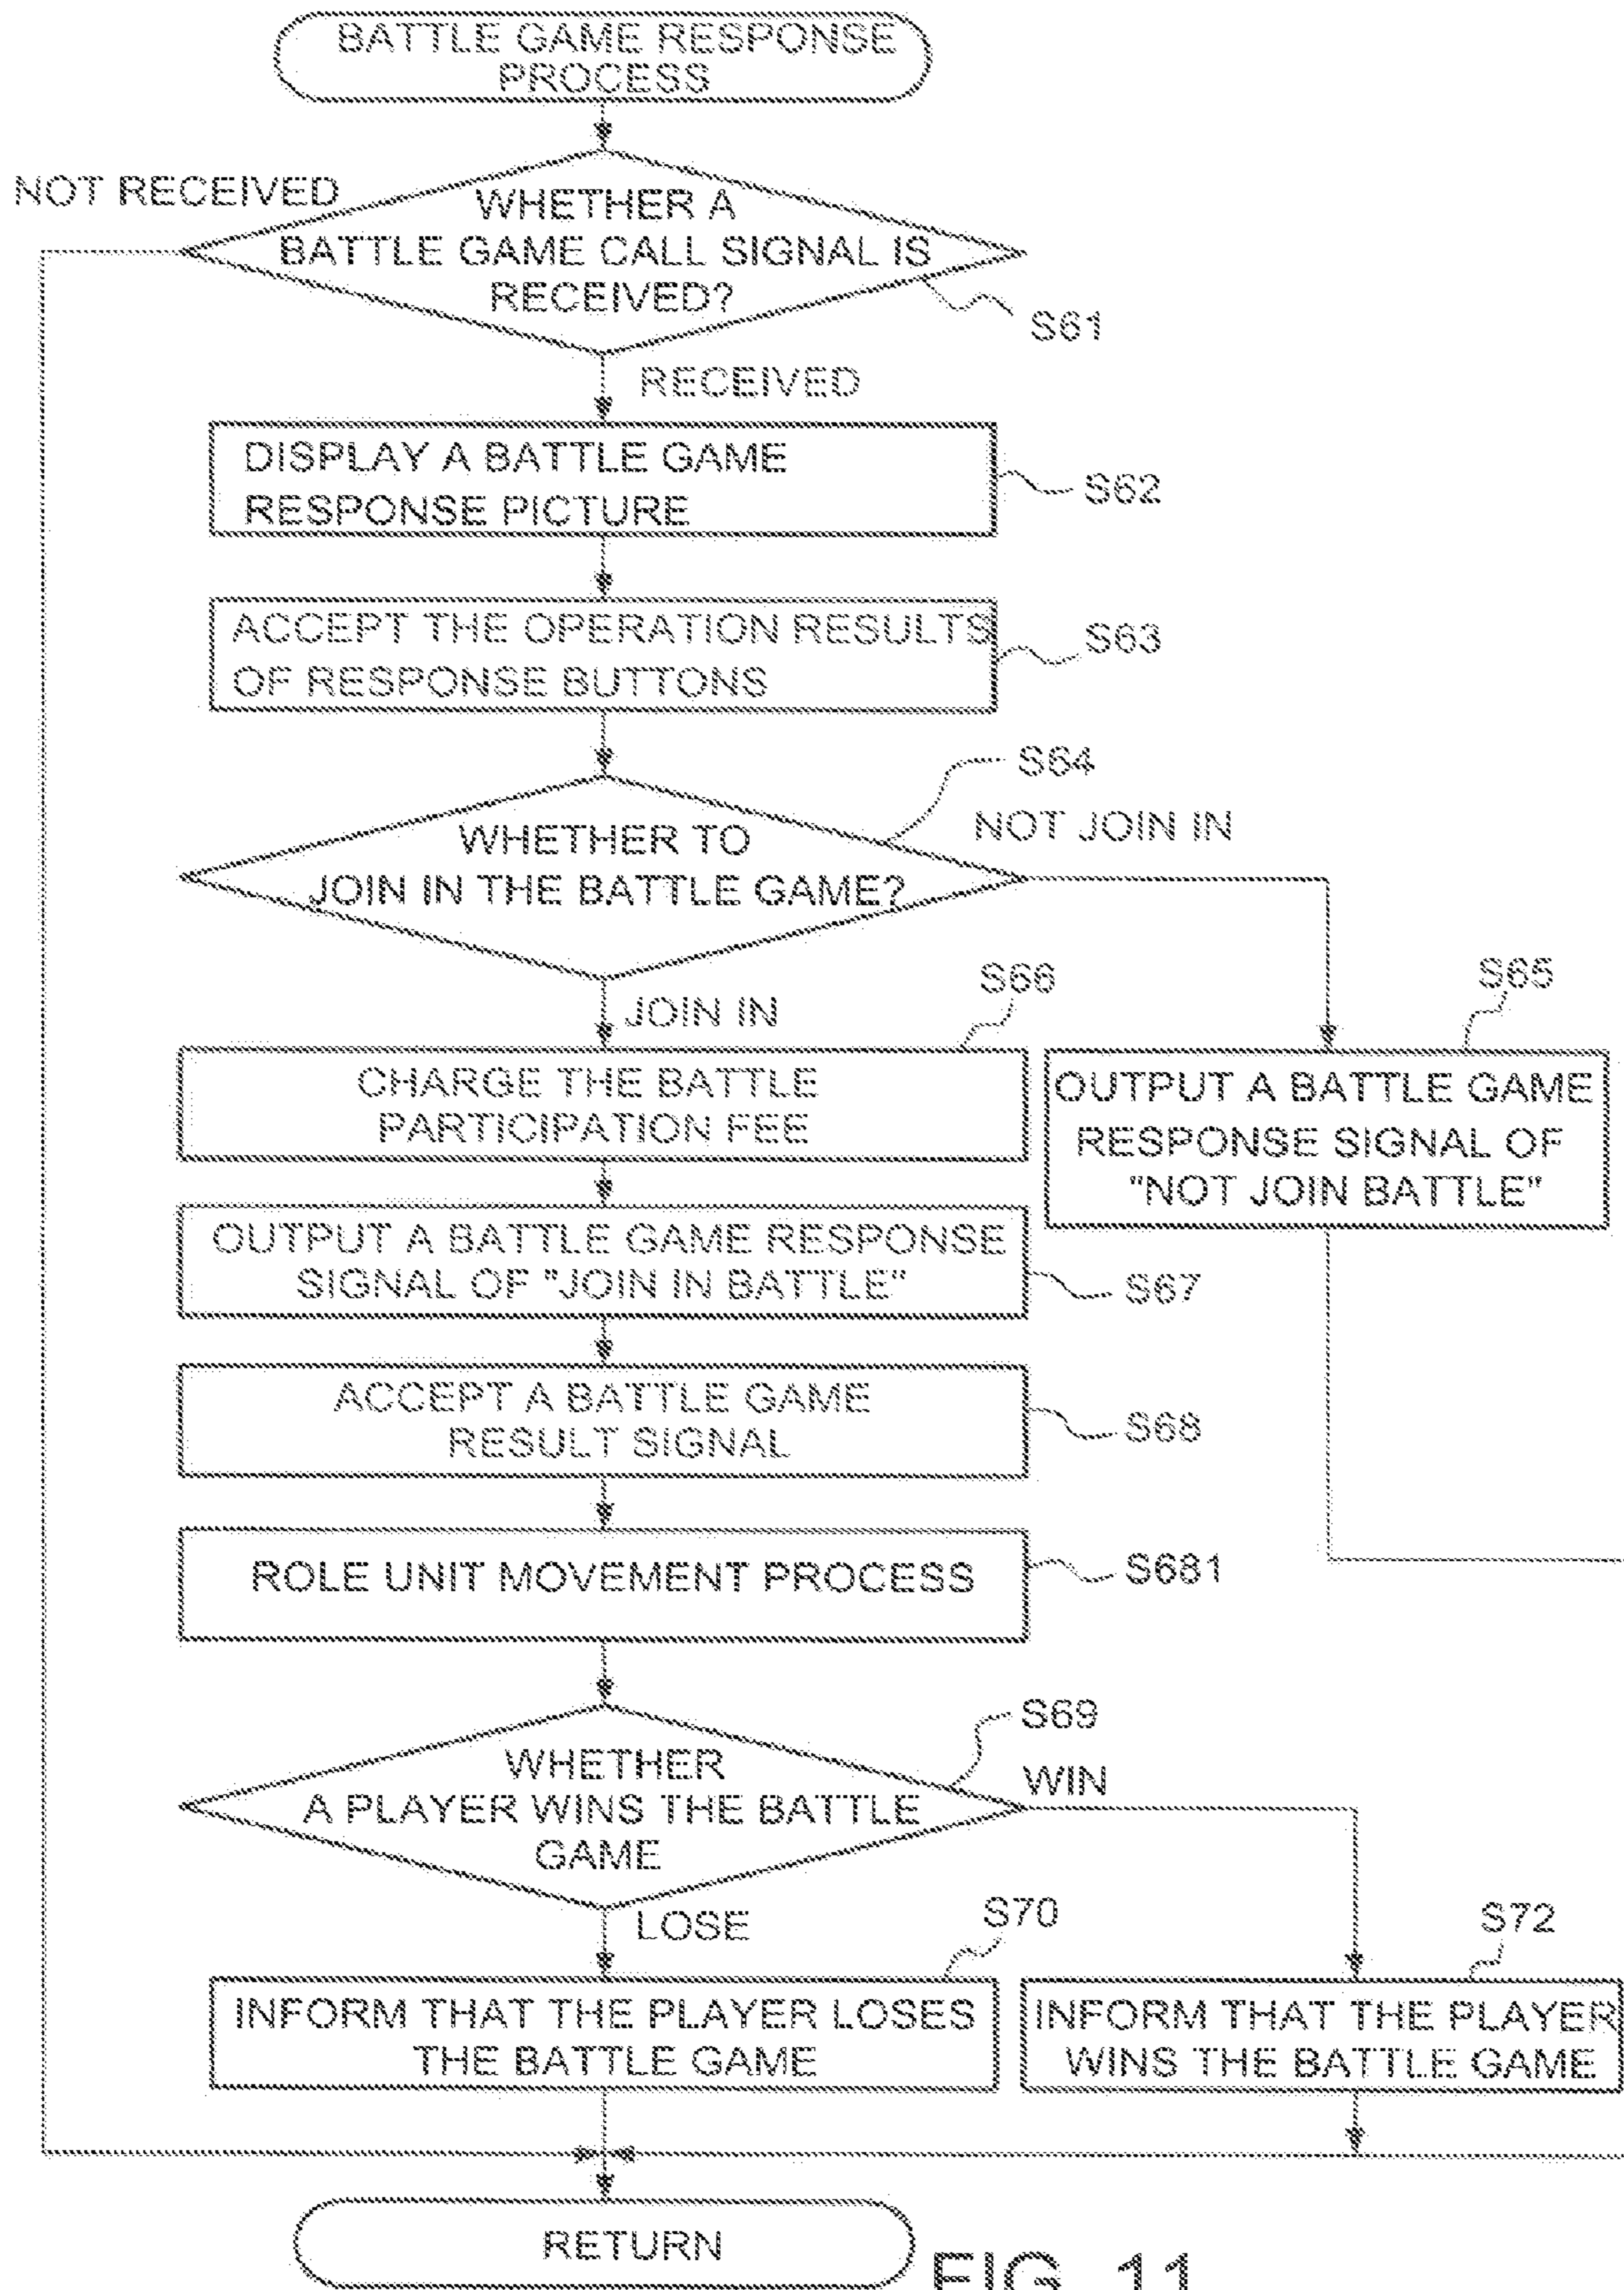 BATTLE GAME RESPONSE
PROCESS
NOT RECEIVED
WHETHER A
BATTLE GAME CALL SIGNAL IS
RECEIVED?
S61
RECEIVED
DISPLAY A BATTLE GAME
RESPONSE PICTURE
S62
ACCEPT THE OPERATION RESULTS
OF RESPONSE BUTTONS
S63
S64
WHETHER TO
JOIN IN THE BATTLE GAME?
NOT JOIN IN
JOIN IN
S66
S65
CHARGE THE BATTLE
PARTICIPATION FEE
OUTPUT A BATTLE GAME
RESPONSE SIGNAL OF
"NOT JOIN BATTLE"
OUTPUT A BATTLE GAME RESPONSE
SIGNAL OF "JOIN IN BATTLE"
S67
ACCEPT A BATTLE GAME
RESULT SIGNAL
S68
ROLE UNIT MOVEMENT PROCESS
S681
S69
WHETHER
A PLAYER WINS THE BATTLE
GAME
WIN
LOSE
S70
S72
INFORM THAT THE PLAYER LOSES
THE BATTLE GAME
INFORM THAT THE PLAYER
WINS THE BATTLE GAME
RETURN
FIG. 11